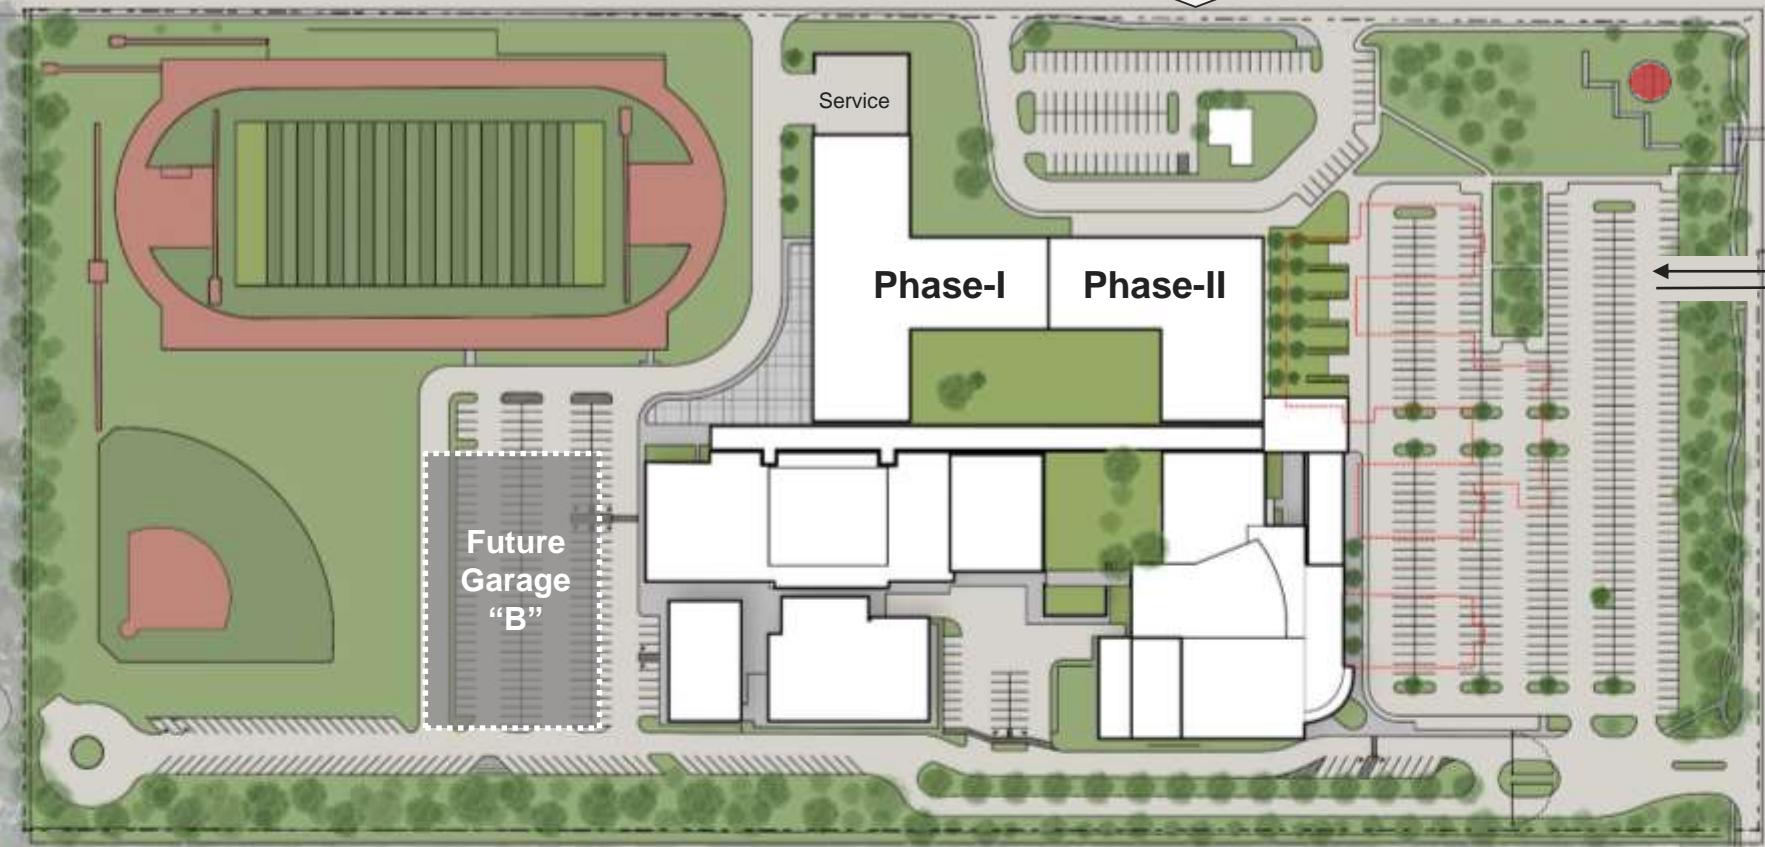 Service
Phase-I
Phase-II
Future
Garage
“B”